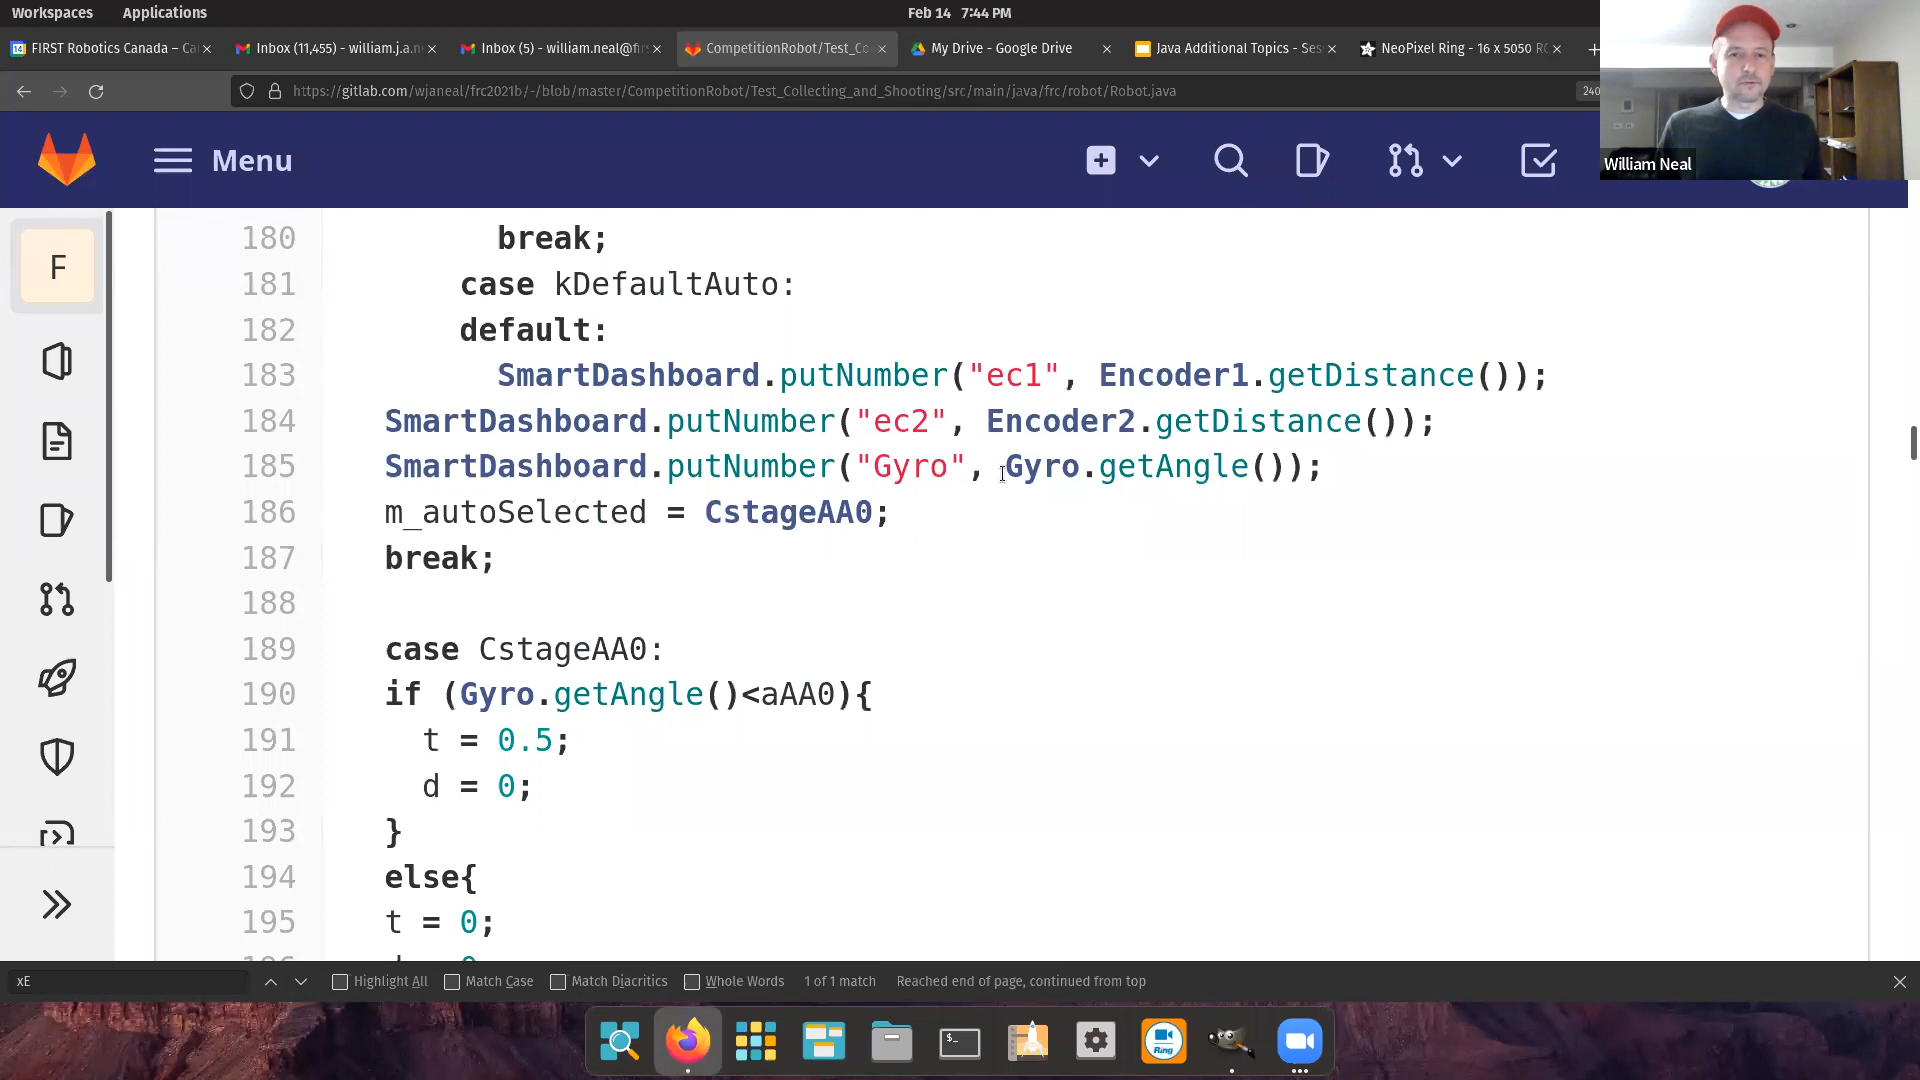 Workspaces Applications Feb 14 7:44 PM
FIRST Robotics Canada – Ca Inbox (11,455) - william.j.a.n Inbox (5) - william.neal@fir CompetitionRobot/Test_Co My Drive - Google Drive Java Additional Topics - Ses NeoPixel Ring - 16 x 5050 RG
https://gitlab.com/wjaneal/frc2021b/-/blob/master/CompetitionRobot/Test_Collecting_and_Shooting/src/main/java/frc/robot/Robot.java 240
William Neal
Menu
F
180 break;
181 case kDefaultAuto:
182 default:
183 SmartDashboard.putNumber("ec1", Encoder1.getDistance());
184 SmartDashboard.putNumber("ec2", Encoder2.getDistance());
185 SmartDashboard.putNumber("Gyro", Gyro.getAngle());
186 m_autoSelected = CstageAA0;
187 break;
188
189 case CstageAA0:
190 if (Gyro.getAngle()<aAA0){
191 t = 0.5;
192 d = 0;
193 }
194 else{
195 t = 0;
xE Highlight All Match Case Match Diacritics Whole Words 1 of 1 match Reached end of page, continued from top
Ring